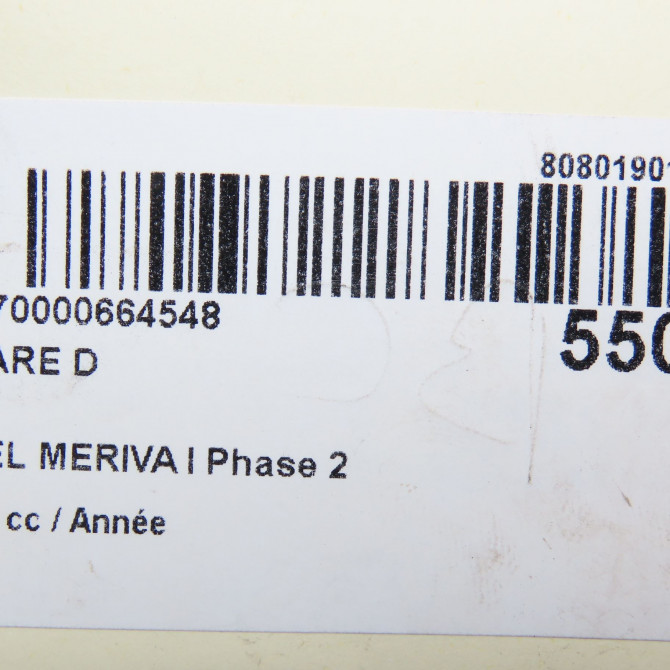 80801901
70000664548
550
ARE D
EL MERIVA I Phase 2
cc / Année